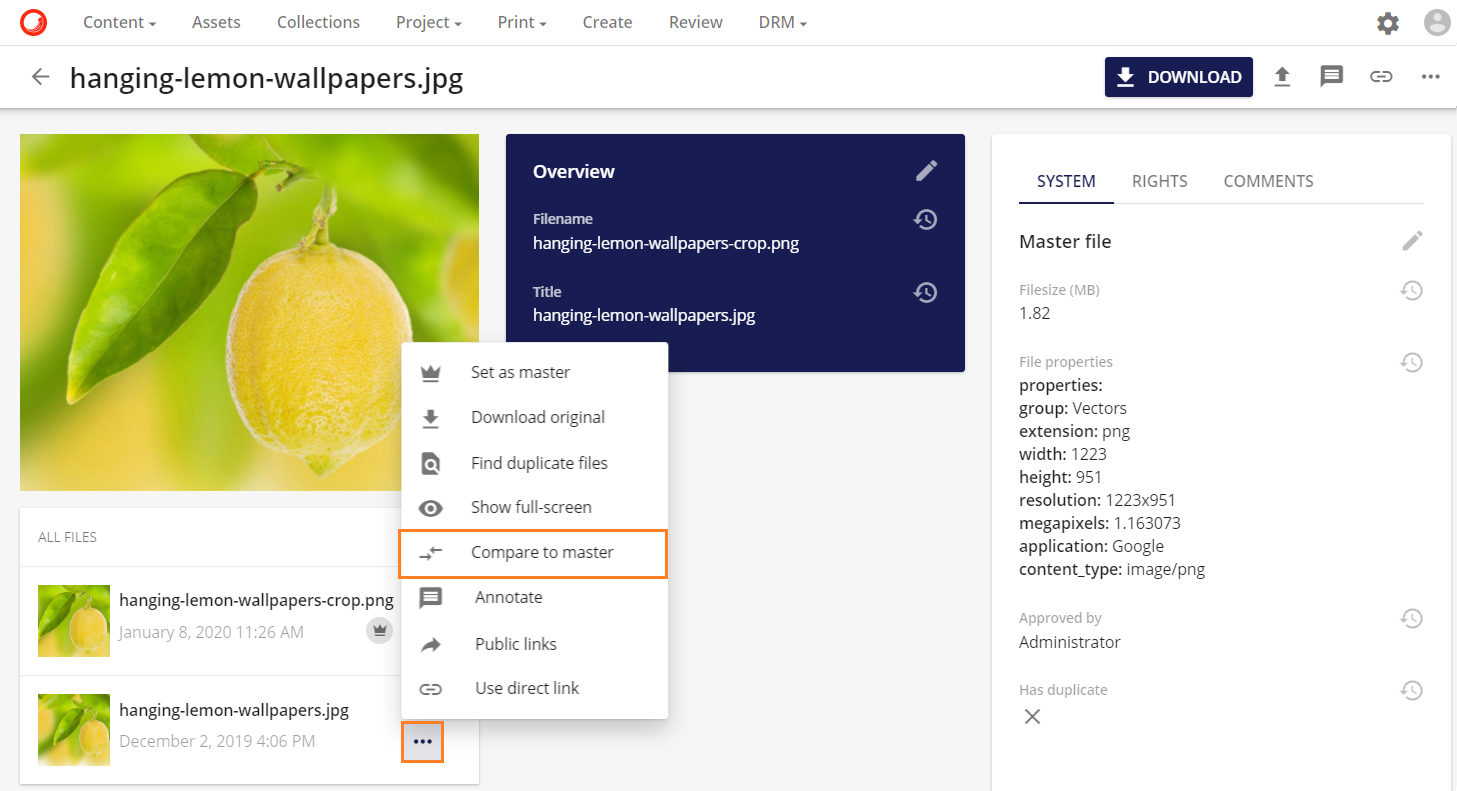 Content
Assets
Collections
Project
Print
Create
Review
DRM
hanging-lemon-wallpapers.jpg
DOWNLOAD
Overview
Filename
hanging-lemon-wallpapers-crop.png
Title
hanging-lemon-wallpapers.jpg
Set as master
Download original
Find duplicate files
Show full-screen
Compare to master
Annotate
Public links
Use direct link
ALL FILES
hanging-lemon-wallpapers-crop.png
January 8, 2020 11:26 AM
hanging-lemon-wallpapers.jpg
December 2, 2019 4:06 PM
SYSTEM
RIGHTS
COMMENTS
Master file
Filesize (MB)
1.82
File properties
properties:
group: Vectors
extension: png
width: 1223
height: 951
resolution: 1223x951
megapixels: 1.163073
application: Google
content_type: image/png
Approved by
Administrator
Has duplicate